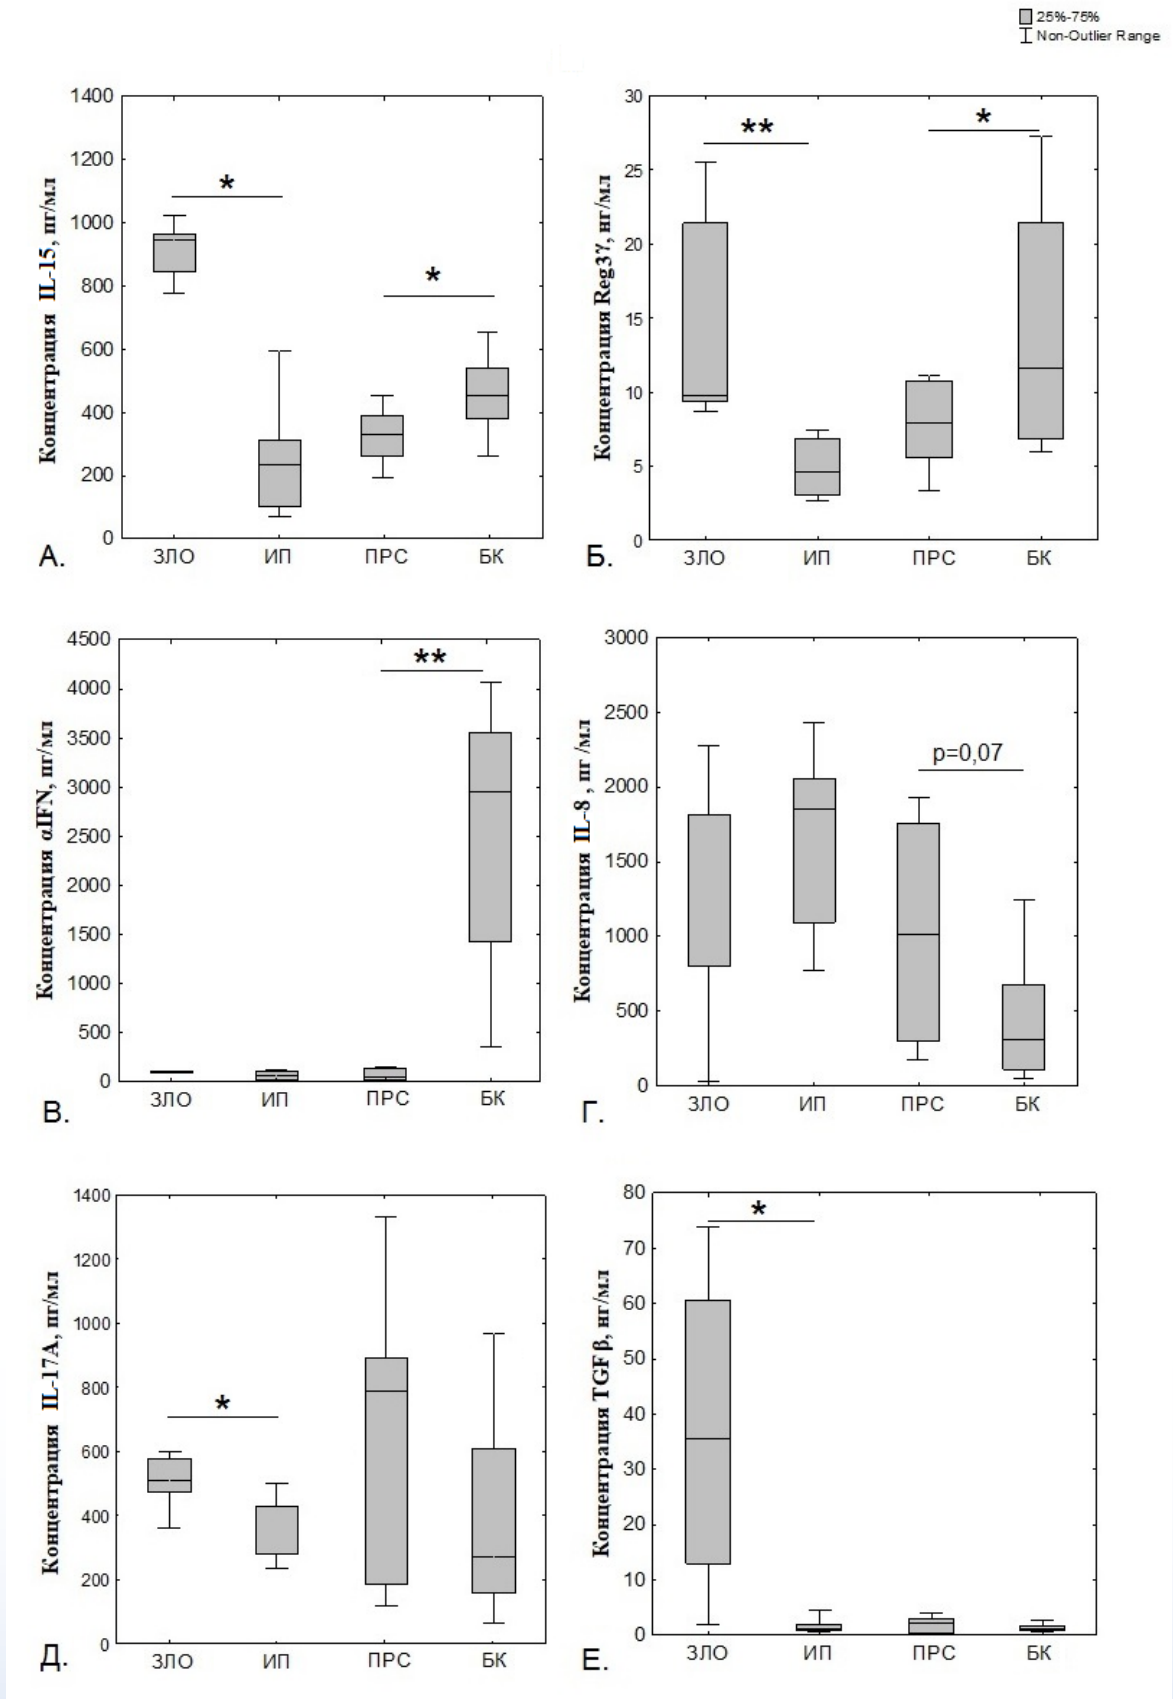 25%-75%
Non-Outlier Range
Концентрация IL-15, пг/мл
1400
1200
1000
800
600
400
200
0
*
*
ЗЛО ИП ПРС БК
А.
Концентрация Reg3γ, нг/мл
30
25
20
15
10
5
0
**
*
ЗЛО ИП ПРС БК
Б.
Концентрация αIFN, пг/мл
4500
4000
3500
3000
2500
2000
1500
1000
500
0
**
ЗЛО ИП ПРС БК
В.
Концентрация IL-8 , пг /мл
3000
2500
2000
1500
1000
500
0
p=0,07
ЗЛО ИП ПРС БК
Г.
Концентрация IL-17A, пг/мл
1400
1200
1000
800
600
400
200
0
*
ЗЛО ИП ПРС БК
Д.
Концентрация TGFβ, нг/мл
80
70
60
50
40
30
20
10
0
*
ЗЛО ИП ПРС БК
Е.